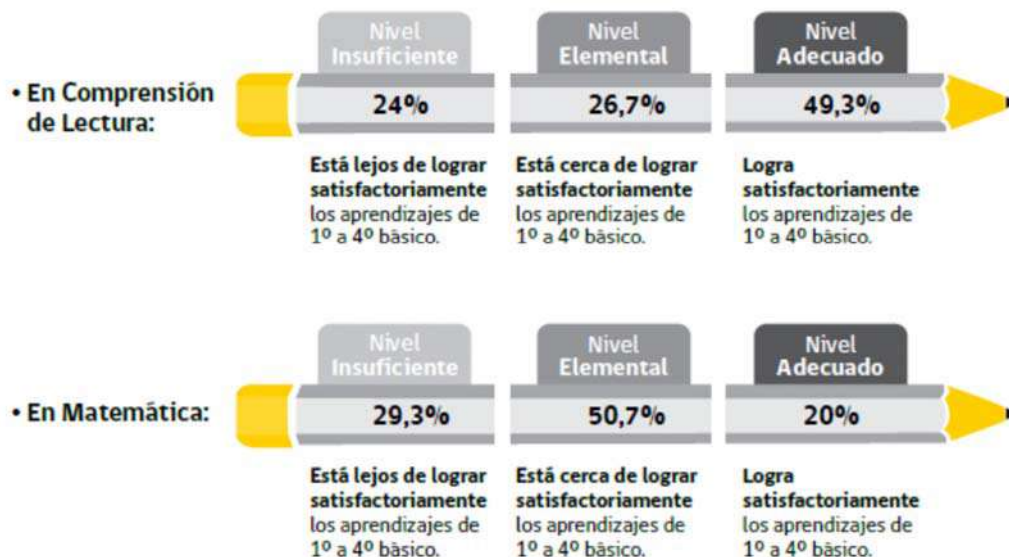 Nivel
Insuficiente
Nivel
Elemental
Nivel
Adecuado
• En Comprensión
de Lectura:
24%
26,7%
49,3%
Está lejos de lograr
satisfactoriamente
los aprendizajes de
1º a 4º básico.
Está cerca de lograr
satisfactoriamente
los aprendizajes de
1º a 4º básico.
Logra
satisfactoriamente
los aprendizajes de
1º a 4º básico.
Nivel
Insuficiente
Nivel
Elemental
Nivel
Adecuado
• En Matemática:
29,3%
50,7%
20%
Está lejos de lograr
satisfactoriamente
los aprendizajes de
1º a 4º básico.
Está cerca de lograr
satisfactoriamente
los aprendizajes de
1º a 4º básico.
Logra
satisfactoriamente
los aprendizajes de
1º a 4º básico.